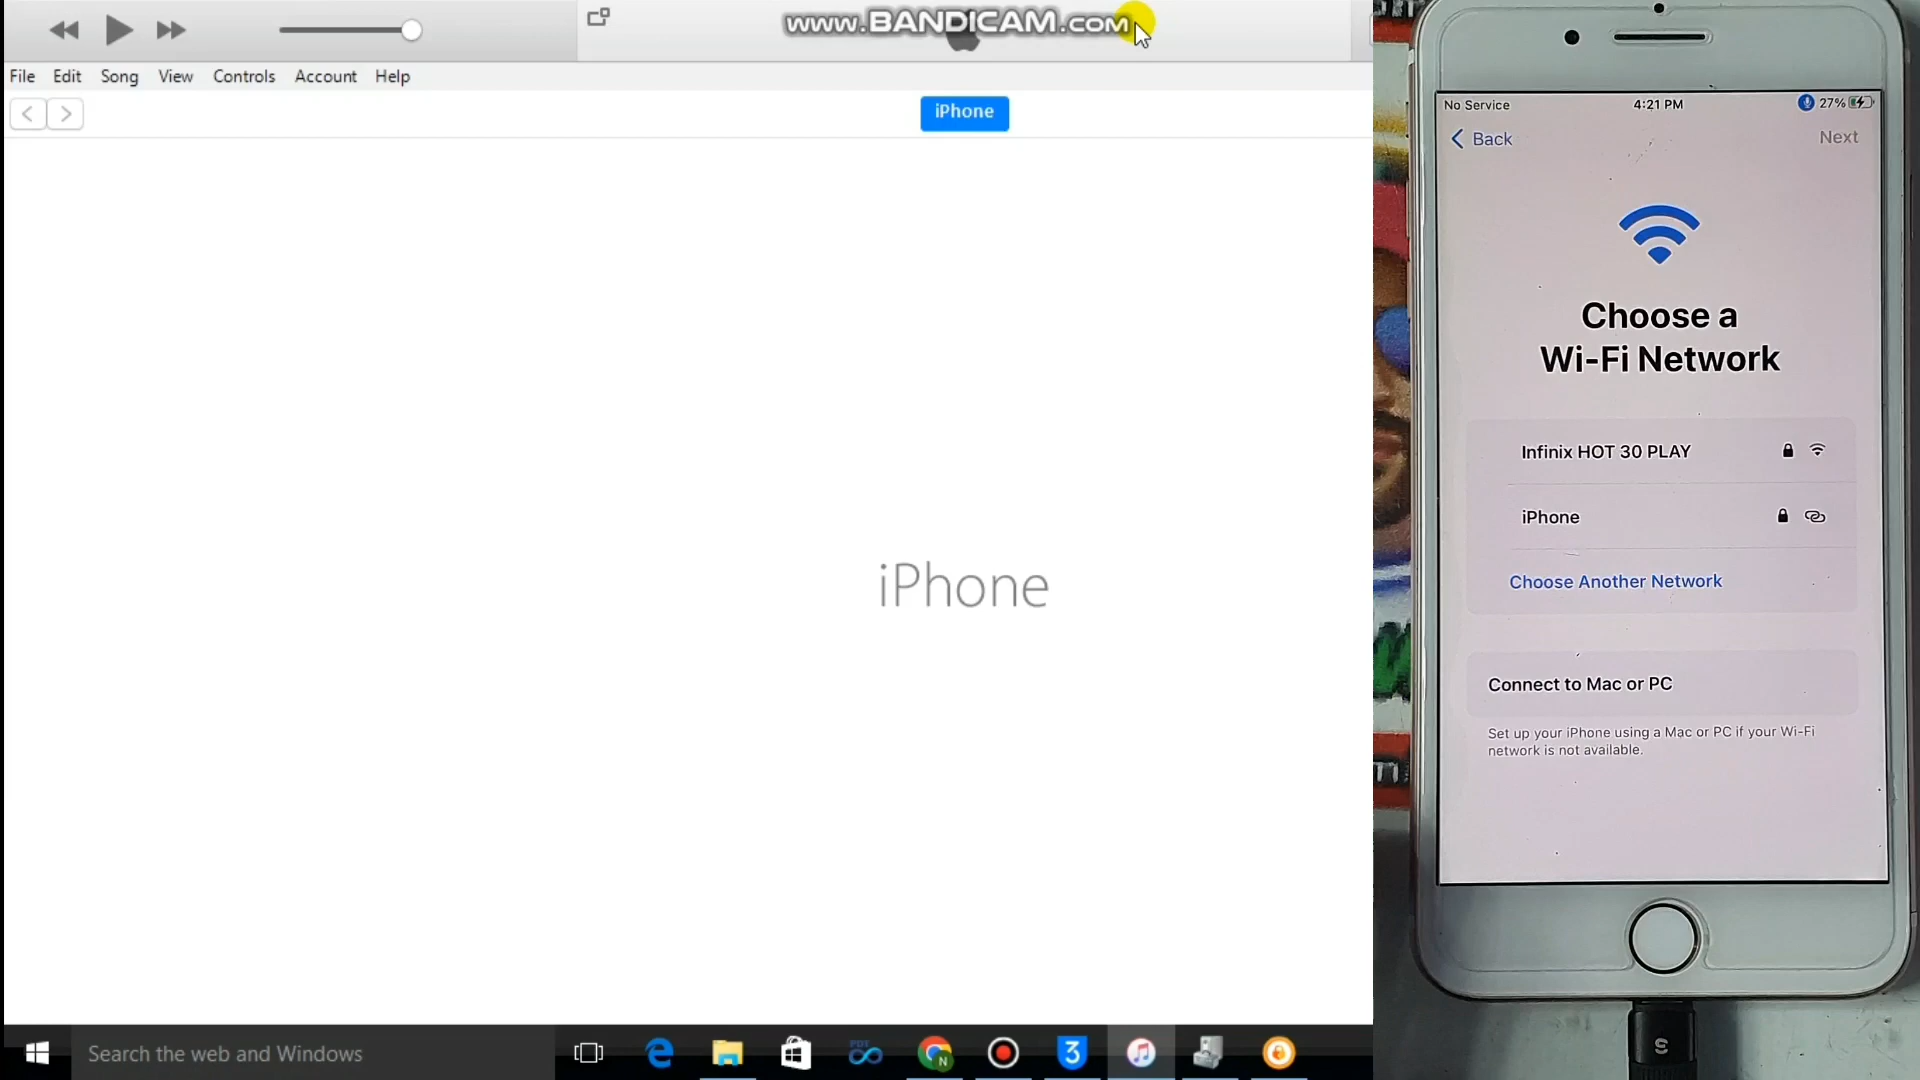 www.BANDICAM.com
File Edit Song View Controls Account Help
iPhone
iPhone
Search the web and Windows
PDT
N
3
No Service 4:21 PM 27%
Back Next
Choose a
Wi-Fi Network
Infinix HOT 30 PLAY
iPhone
Choose Another Network
Connect to Mac or PC
Set up your iPhone using a Mac or PC if your Wi-Fi
network is not available.
S